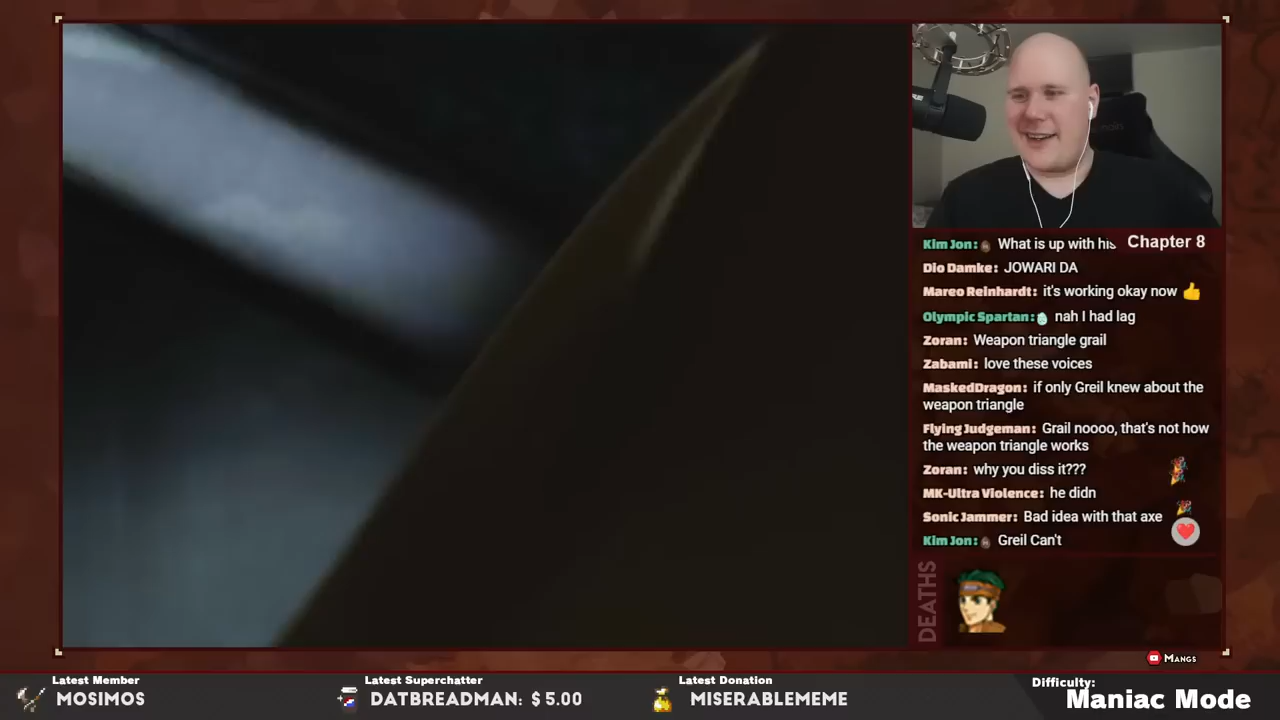 Kim Jon: What is up with his
Chapter 8
Dio Damke: JOWARI DA
Mareo Reinhardt: it's working okay now 👍
Olympic Spartan: nah I had lag
Zoran: Weapon triangle grail
Zabami: love these voices
MaskedDragon: if only Greil knew about the
weapon triangle
Flying Judgeman: Grail noooo, that's not how
the weapon triangle works
Zoran: why you diss it???
MK-Ultra Violence: he didn
Sonic Jammer: Bad idea with that axe
Kim Jon: Greil Can't
DEATHS
Mangs
Latest Member
MOSIMOS
Latest Superchatter
DATBREADMAN: $5.00
Latest Donation
MISERABLEMEME
Difficulty:
Maniac Mode